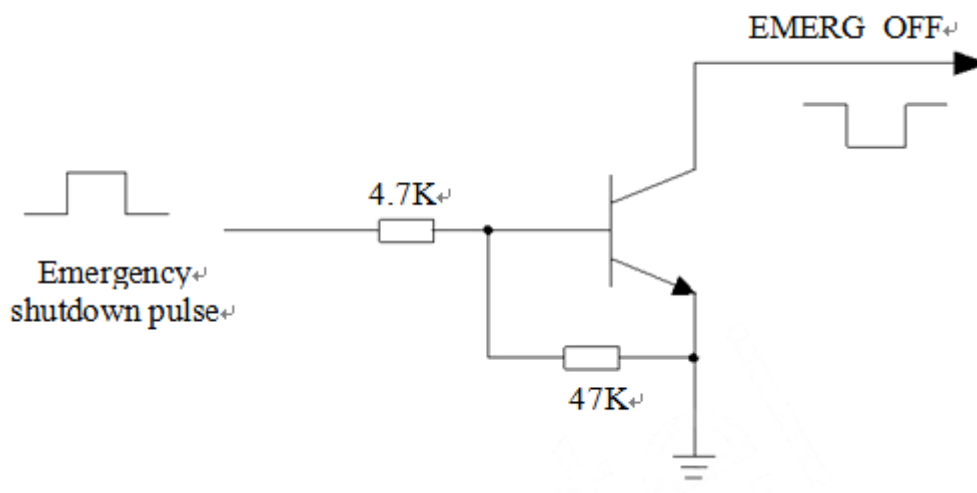 EMERG OFF↵
4.7K↵
Emergency↵
shutdown pulse↵
47K↵